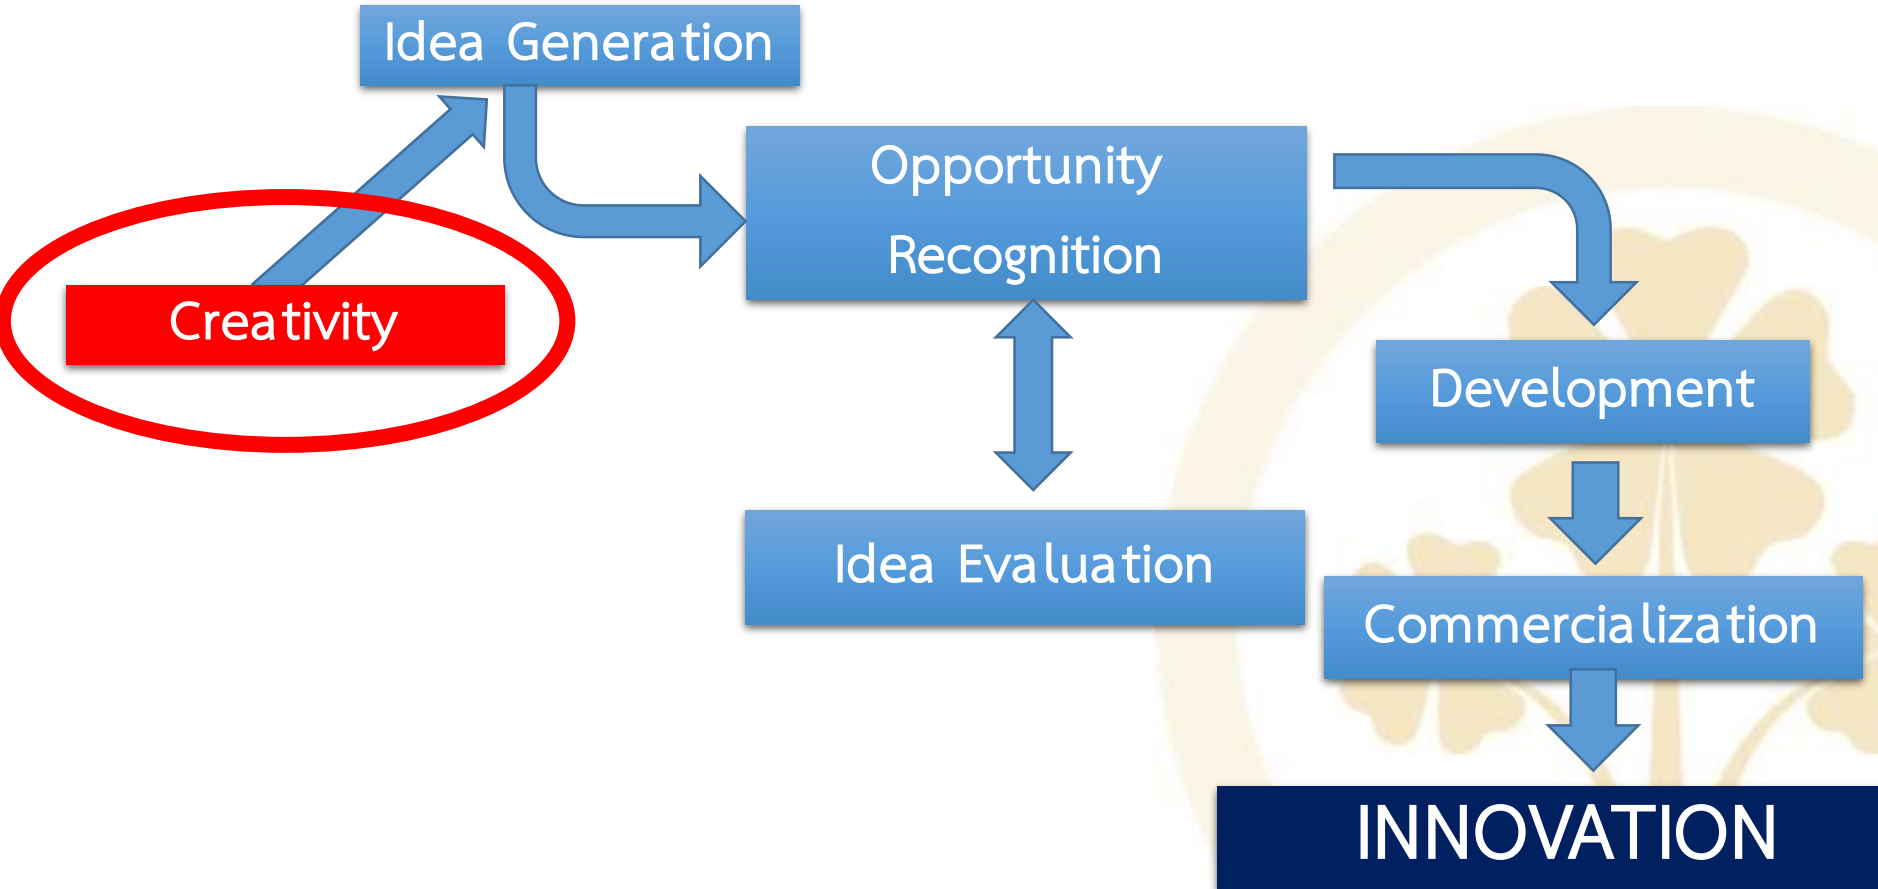 Idea Generation
Opportunity
Recognition
Creativity
Development
Idea Evaluation
Commercialization
INNOVATION